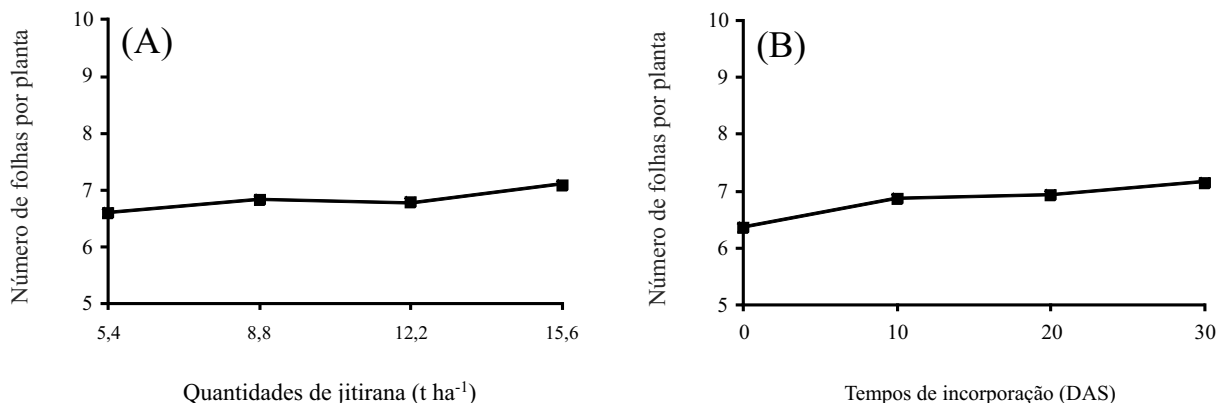 (A)
Número de folhas por planta
10
9
8
7
6
5
5,4 8,8 12,2 15,6
Quantidades de jitirana (t ha⁻¹)
(B)
Número de folhas por planta
10
9
8
7
6
5
0 10 20 30
Tempos de incorporação (DAS)